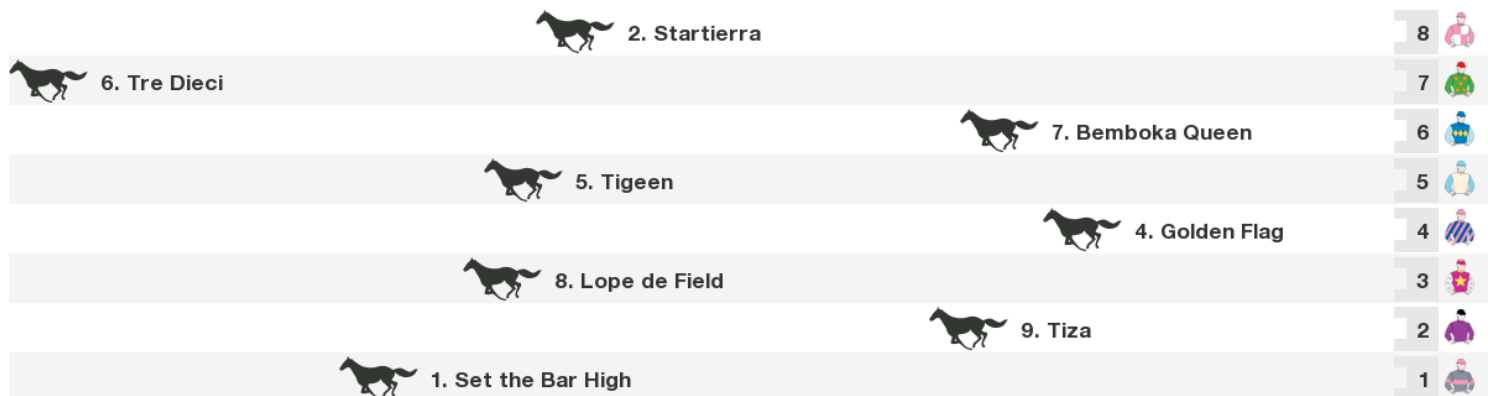 2. Startierra 8
6. Tre Dieci 7
7. Bemboka Queen 6
5. Tigeen 5
4. Golden Flag 4
8. Lope de Field 3
9. Tiza 2
1. Set the Bar High 1